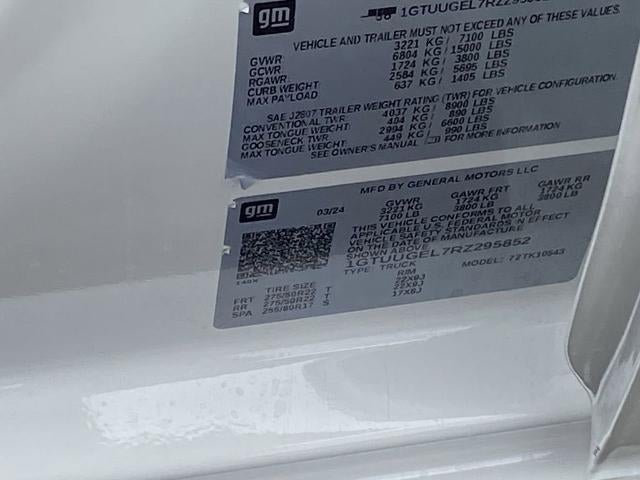 gm
1GTUUGEL7RZ295852
VEHICLE AND TRAILER MUST NOT EXCEED ANY OF THESE VALUES
GVWR 3221 KG/ 7100 LBS
GCWR 6804 KG/ 15000 LBS
RGAWR: 1724 KG/ 3800 LBS
CURB WEIGHT 2584 KG/ 5695 LBS
MAX PAYLOAD 637 KG/ 1405 LBS
SAE J2807 TRAILER WEIGHT RATING (TWR) FOR VEHICLE CONFIGURATION.
CONVENTIONAL TWR: 4037 KG/ 8900 LBS
MAX TONGUE WEIGHT: 404 KG/ 890 LBS
GOOSENECK TWR: 2994 KG/ 6600 LBS
MAX TONGUE WEIGHT: 449 KG/ 990 LBS
SEE OWNER'S MANUAL FOR MORE INFORMATION
gm
MFD BY GENERAL MOTORS LLC
03/24
GVWR GAWR FRT GAWR RR
3221 KG 1724 KG 1724 KG
7100 LB 3800 LB 3800 LB
THIS VEHICLE CONFORMS TO ALL
APPLICABLE U.S. FEDERAL MOTOR
VEHICLE SAFETY STANDARDS IN EFFECT
ON THE DATE OF MANUFACTURE
SHOWN ABOVE
1GTUUGEL7RZ295852
TYPE: TRUCK MODEL: 72TK10543
TIRE SIZE RIM
FRT 275/50R22 T 22X9J
RR 275/50R22 T 22X9J
SPA 255/80R17 S 17X8J